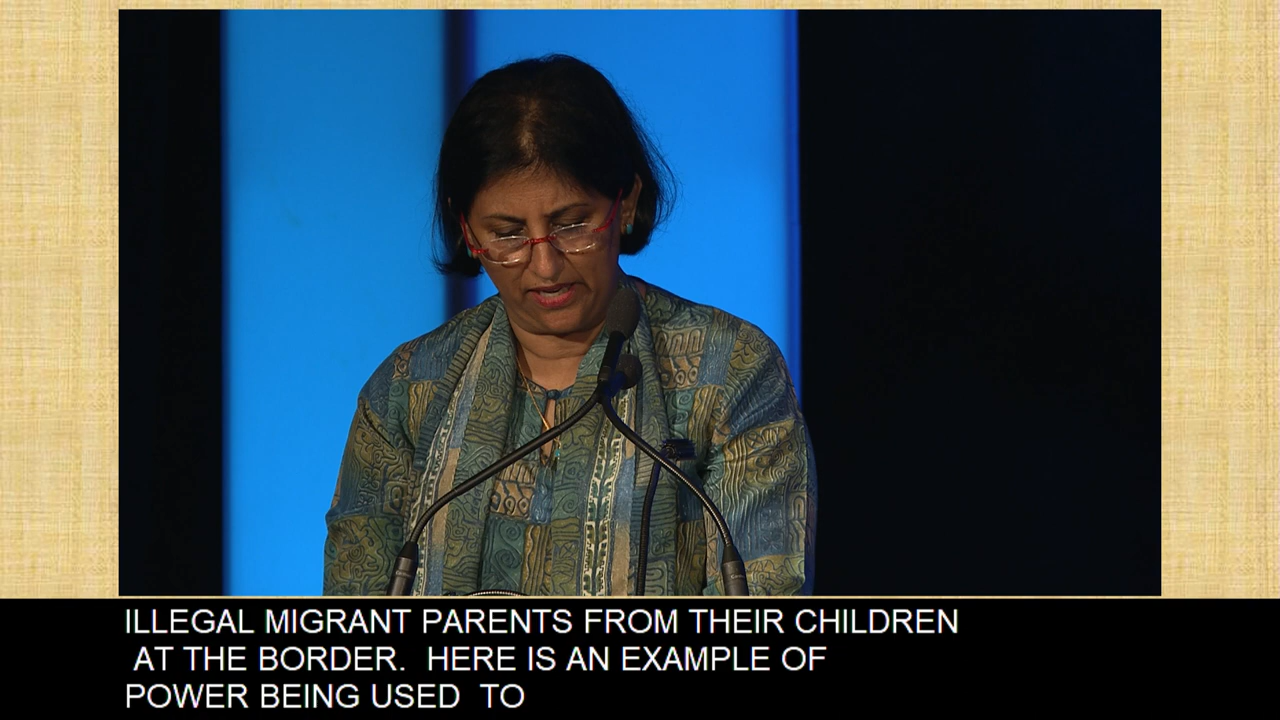 ILLEGAL MIGRANT PARENTS FROM THEIR CHILDREN
AT THE BORDER.  HERE IS AN EXAMPLE OF
POWER BEING USED  TO